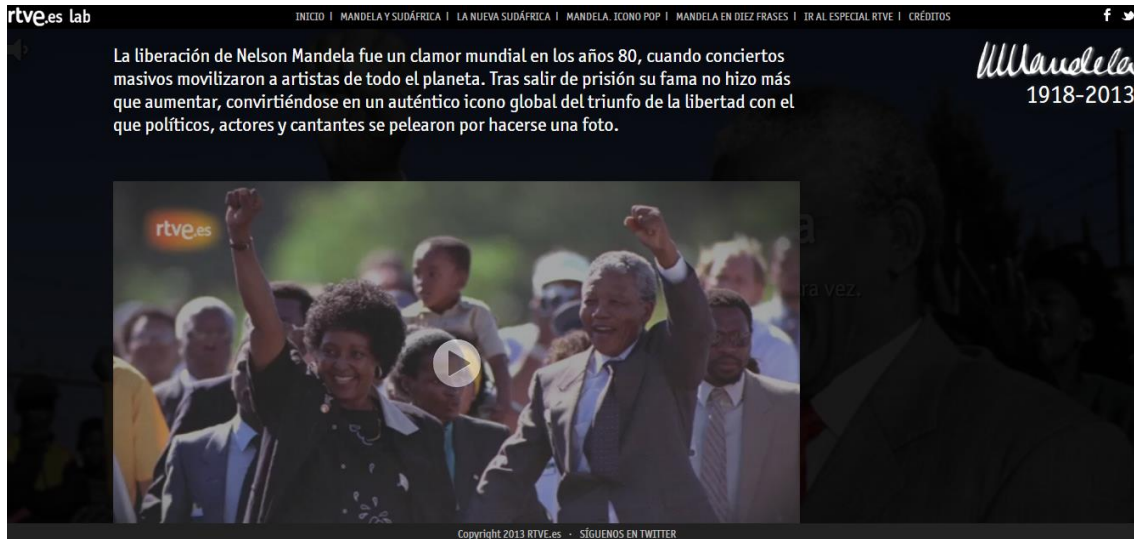 rtve.es lab
INICIO | MANDELA Y SUDÁFRICA | LA NUEVA SUDÁFRICA | MANDELA. ICONO POP | MANDELA EN DIEZ FRASES | IR AL ESPECIAL RTVE | CRÉDITOS
La liberación de Nelson Mandela fue un clamor mundial en los años 80, cuando conciertos
masivos movilizaron a artistas de todo el planeta. Tras salir de prisión su fama no hizo más
que aumentar, convirtiéndose en un auténtico icono global del triunfo de la libertad con el
que políticos, actores y cantantes se pelearon por hacerse una foto.
Mandela
1918-2013
rtve.es
a
ra vez.
Copyright 2013 RTVE.es · SÍGUENOS EN TWITTER